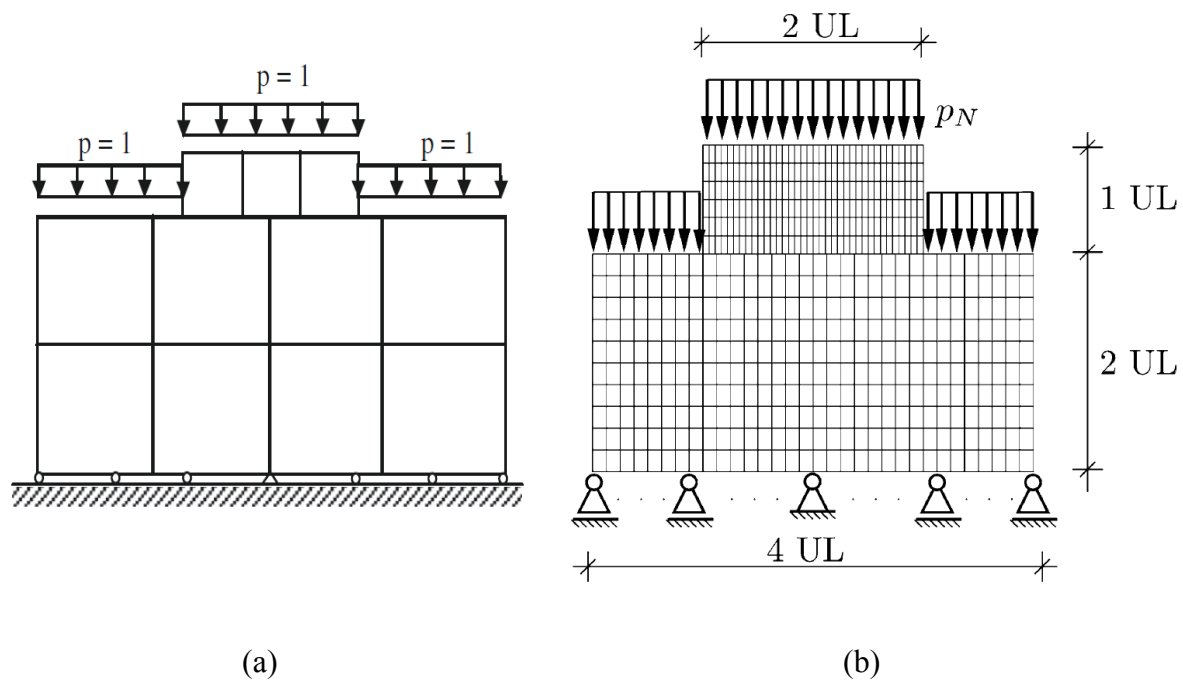 p = 1
p = 1
p = 1
(a)
2 UL
p_N
1 UL
2 UL
4 UL
(b)